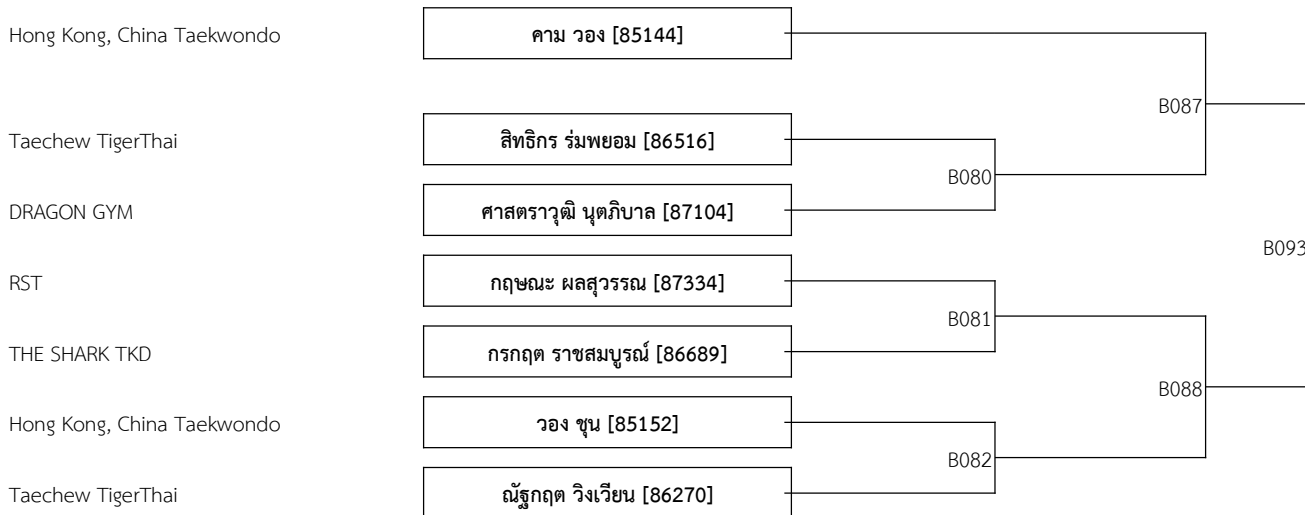 Hong Kong, China Taekwondo
คาม วอง [85144]
B087
Taechew TigerThai
สิทธิกร ร่มพยอม [86516]
B080
DRAGON GYM
ศาสตราวุฒิ นุตภิบาล [87104]
B093
RST
กฤษณะ ผลสุวรรณ [87334]
B081
THE SHARK TKD
กรกฤต ราชสมบูรณ์ [86689]
B088
Hong Kong, China Taekwondo
วอง ชุน [85152]
B082
Taechew TigerThai
ณัฐกฤต วิงเวียน [86270]